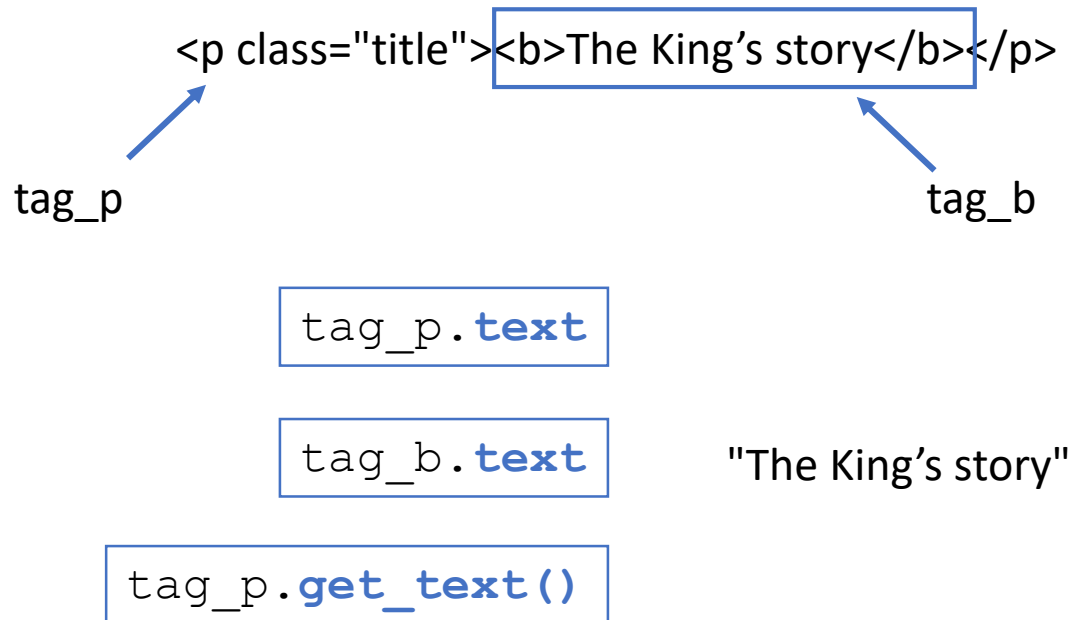 <p class="title"><b>The King’s story</b></p>
tag_p
tag_b
tag_p.text
tag_b.text
"The King’s story"
tag_p.get_text()